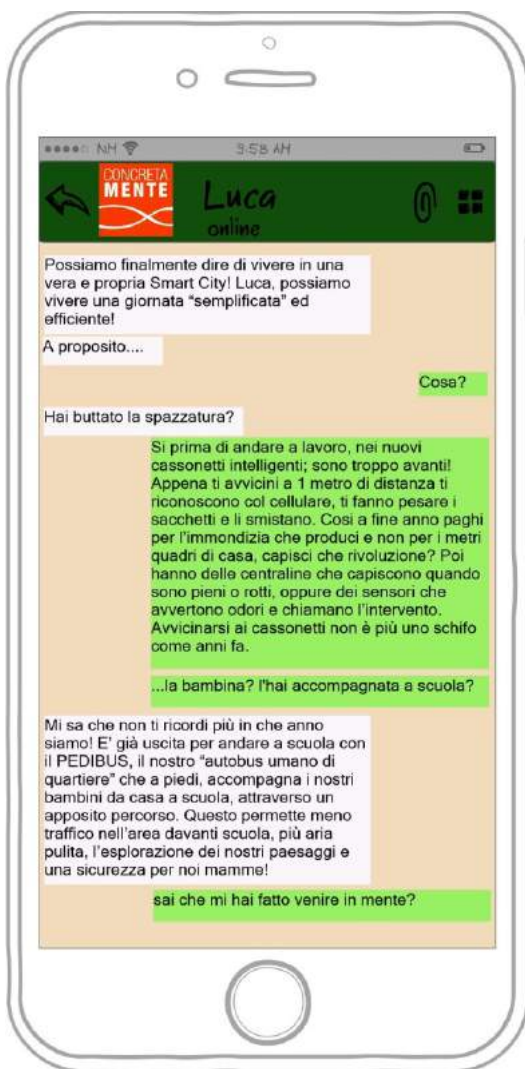 NH 9:58 AM
CONCRETA
MENTE
Luca
online
Possiamo finalmente dire di vivere in una
vera e propria Smart City! Luca, possiamo
vivere una giornata “semplificata” ed
efficiente!
A proposito....
Cosa?
Hai buttato la spazzatura?
Si prima di andare a lavoro, nei nuovi
cassonetti intelligenti; sono troppo avanti!
Appena ti avvicini a 1 metro di distanza ti
riconoscono col cellulare, ti fanno pesare i
sacchetti e li smistano. Cosi a fine anno paghi
per l'immondizia che produci e non per i metri
quadri di casa, capisci che rivoluzione? Poi
hanno delle centraline che capiscono quando
sono pieni o rotti, oppure dei sensori che
avvertono odori e chiamano l'intervento.
Avvicinarsi ai cassonetti non è più uno schifo
come anni fa.
...la bambina? l'hai accompagnata a scuola?
Mi sa che non ti ricordi più in che anno
siamo! E' già uscita per andare a scuola con
il PEDIBUS, il nostro “autobus umano di
quartiere” che a piedi, accompagna i nostri
bambini da casa a scuola, attraverso un
apposito percorso. Questo permette meno
traffico nell'area davanti scuola, più aria
pulita, l'esplorazione dei nostri paesaggi e
una sicurezza per noi mamme!
sai che mi hai fatto venire in mente?